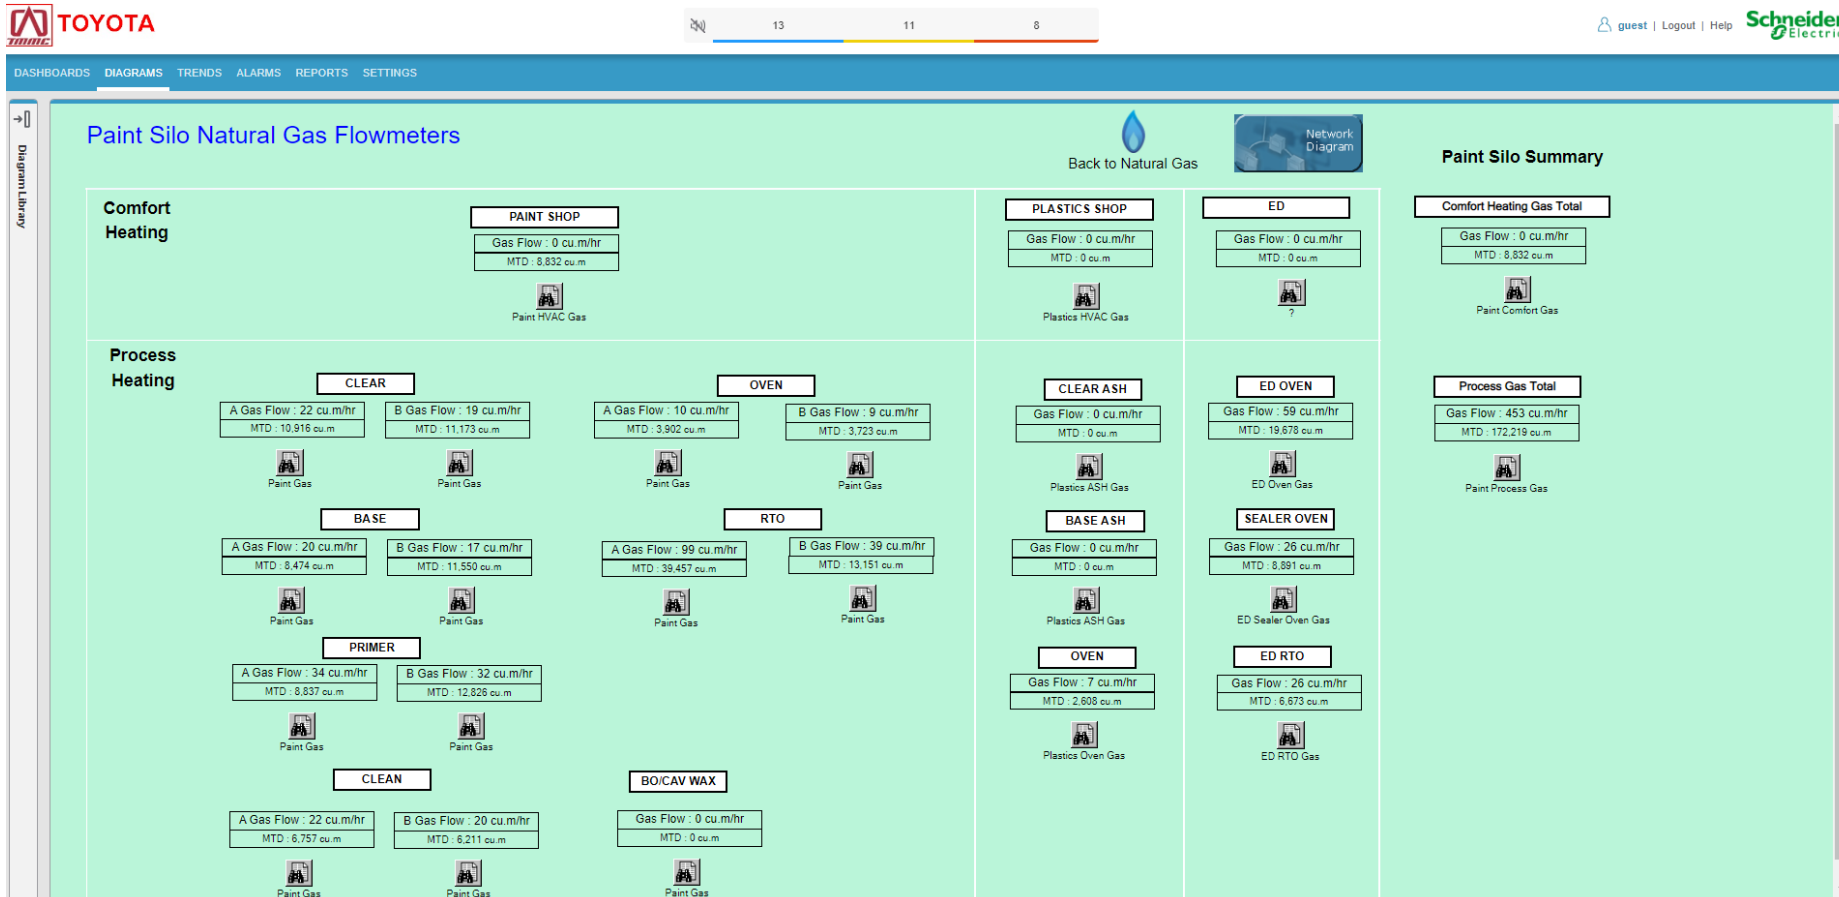 TMMC
TOYOTA
13
11
8
guest | Logout | Help
Schneider
Electric
DASHBOARDS DIAGRAMS TRENDS ALARMS REPORTS SETTINGS
Diagram Library
Paint Silo Natural Gas Flowmeters
Back to Natural Gas
Network
Diagram
Paint Silo Summary
Comfort
Heating
PAINT SHOP
Gas Flow : 0 cu.m/hr
MTD : 8,832 cu.m
Paint HVAC Gas
PLASTICS SHOP
Gas Flow : 0 cu.m/hr
MTD : 0 cu.m
Plastics HVAC Gas
ED
Gas Flow : 0 cu.m/hr
MTD : 0 cu.m
?
Comfort Heating Gas Total
Gas Flow : 0 cu.m/hr
MTD : 8,832 cu.m
Paint Comfort Gas
Process
Heating
CLEAR
A Gas Flow : 22 cu.m/hr
MTD : 10,916 cu.m
Paint Gas
B Gas Flow : 19 cu.m/hr
MTD : 11,173 cu.m
Paint Gas
OVEN
A Gas Flow : 10 cu.m/hr
MTD : 3,902 cu.m
Paint Gas
B Gas Flow : 9 cu.m/hr
MTD : 3,723 cu.m
Paint Gas
CLEAR ASH
Gas Flow : 0 cu.m/hr
MTD : 0 cu.m
Plastics ASH Gas
ED OVEN
Gas Flow : 59 cu.m/hr
MTD : 19,678 cu.m
ED Oven Gas
Process Gas Total
Gas Flow : 453 cu.m/hr
MTD : 172,219 cu.m
Paint Process Gas
BASE
A Gas Flow : 20 cu.m/hr
MTD : 8,474 cu.m
Paint Gas
B Gas Flow : 17 cu.m/hr
MTD : 11,550 cu.m
Paint Gas
RTO
A Gas Flow : 99 cu.m/hr
MTD : 39,457 cu.m
Paint Gas
B Gas Flow : 39 cu.m/hr
MTD : 13,151 cu.m
Paint Gas
BASE ASH
Gas Flow : 0 cu.m/hr
MTD : 0 cu.m
Plastics ASH Gas
SEALER OVEN
Gas Flow : 26 cu.m/hr
MTD : 8,891 cu.m
ED Sealer Oven Gas
PRIMER
A Gas Flow : 34 cu.m/hr
MTD : 8,837 cu.m
Paint Gas
B Gas Flow : 32 cu.m/hr
MTD : 12,826 cu.m
Paint Gas
OVEN
Gas Flow : 7 cu.m/hr
MTD : 2,608 cu.m
Plastics Oven Gas
ED RTO
Gas Flow : 26 cu.m/hr
MTD : 6,673 cu.m
ED RTO Gas
CLEAN
A Gas Flow : 22 cu.m/hr
MTD : 6,757 cu.m
Paint Gas
B Gas Flow : 20 cu.m/hr
MTD : 6,211 cu.m
Paint Gas
BO/CAV WAX
Gas Flow : 0 cu.m/hr
MTD : 0 cu.m
Paint Gas